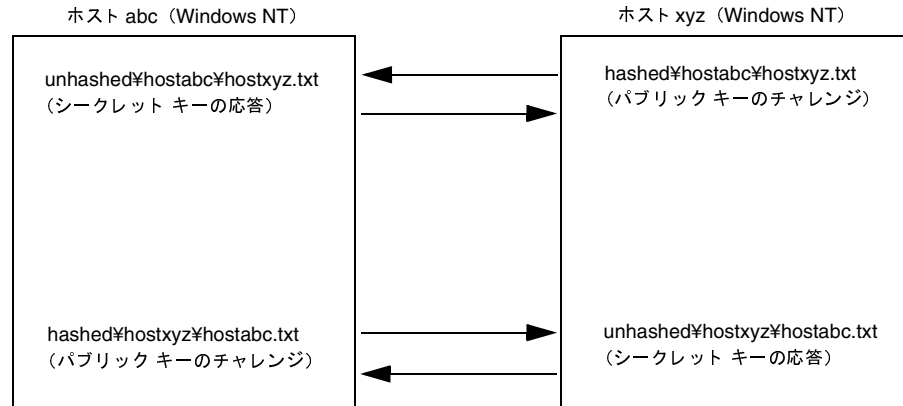 ホスト abc（Windows NT）
unhashed¥hostabc¥hostxyz.txt
（シークレット キーの応答）
hashed¥hostxyz¥hostabc.txt
（パブリック キーのチャレンジ）
ホスト xyz（Windows NT）
hashed¥hostabc¥hostxyz.txt
（パブリック キーのチャレンジ）
unhashed¥hostxyz¥hostabc.txt
（シークレット キーの応答）